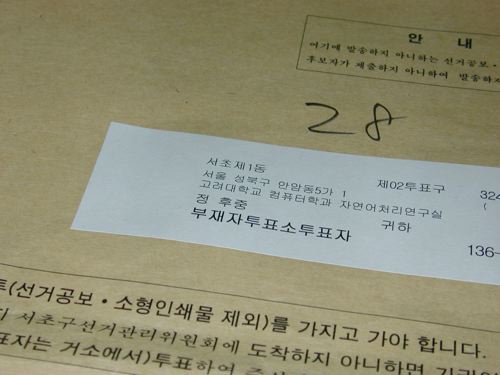 안 내
여기에 발송하지 아니하는 선거공보·
후보자가 제출하지 아니하여 발송하지
28
서초제1동
제02투표구
324
서울 성북구 안암동5가 1
(
고려대학교 컴퓨터학과 자연어처리연구실
정 후중
귀하
부재자투표소투표자
136-
투(선거공보·소형인쇄물 제외)를 가지고 가야 합니다.
지 서초구선거관리위원회에 도착하지 아니하면 기권
표자는 거소에서)투표하여